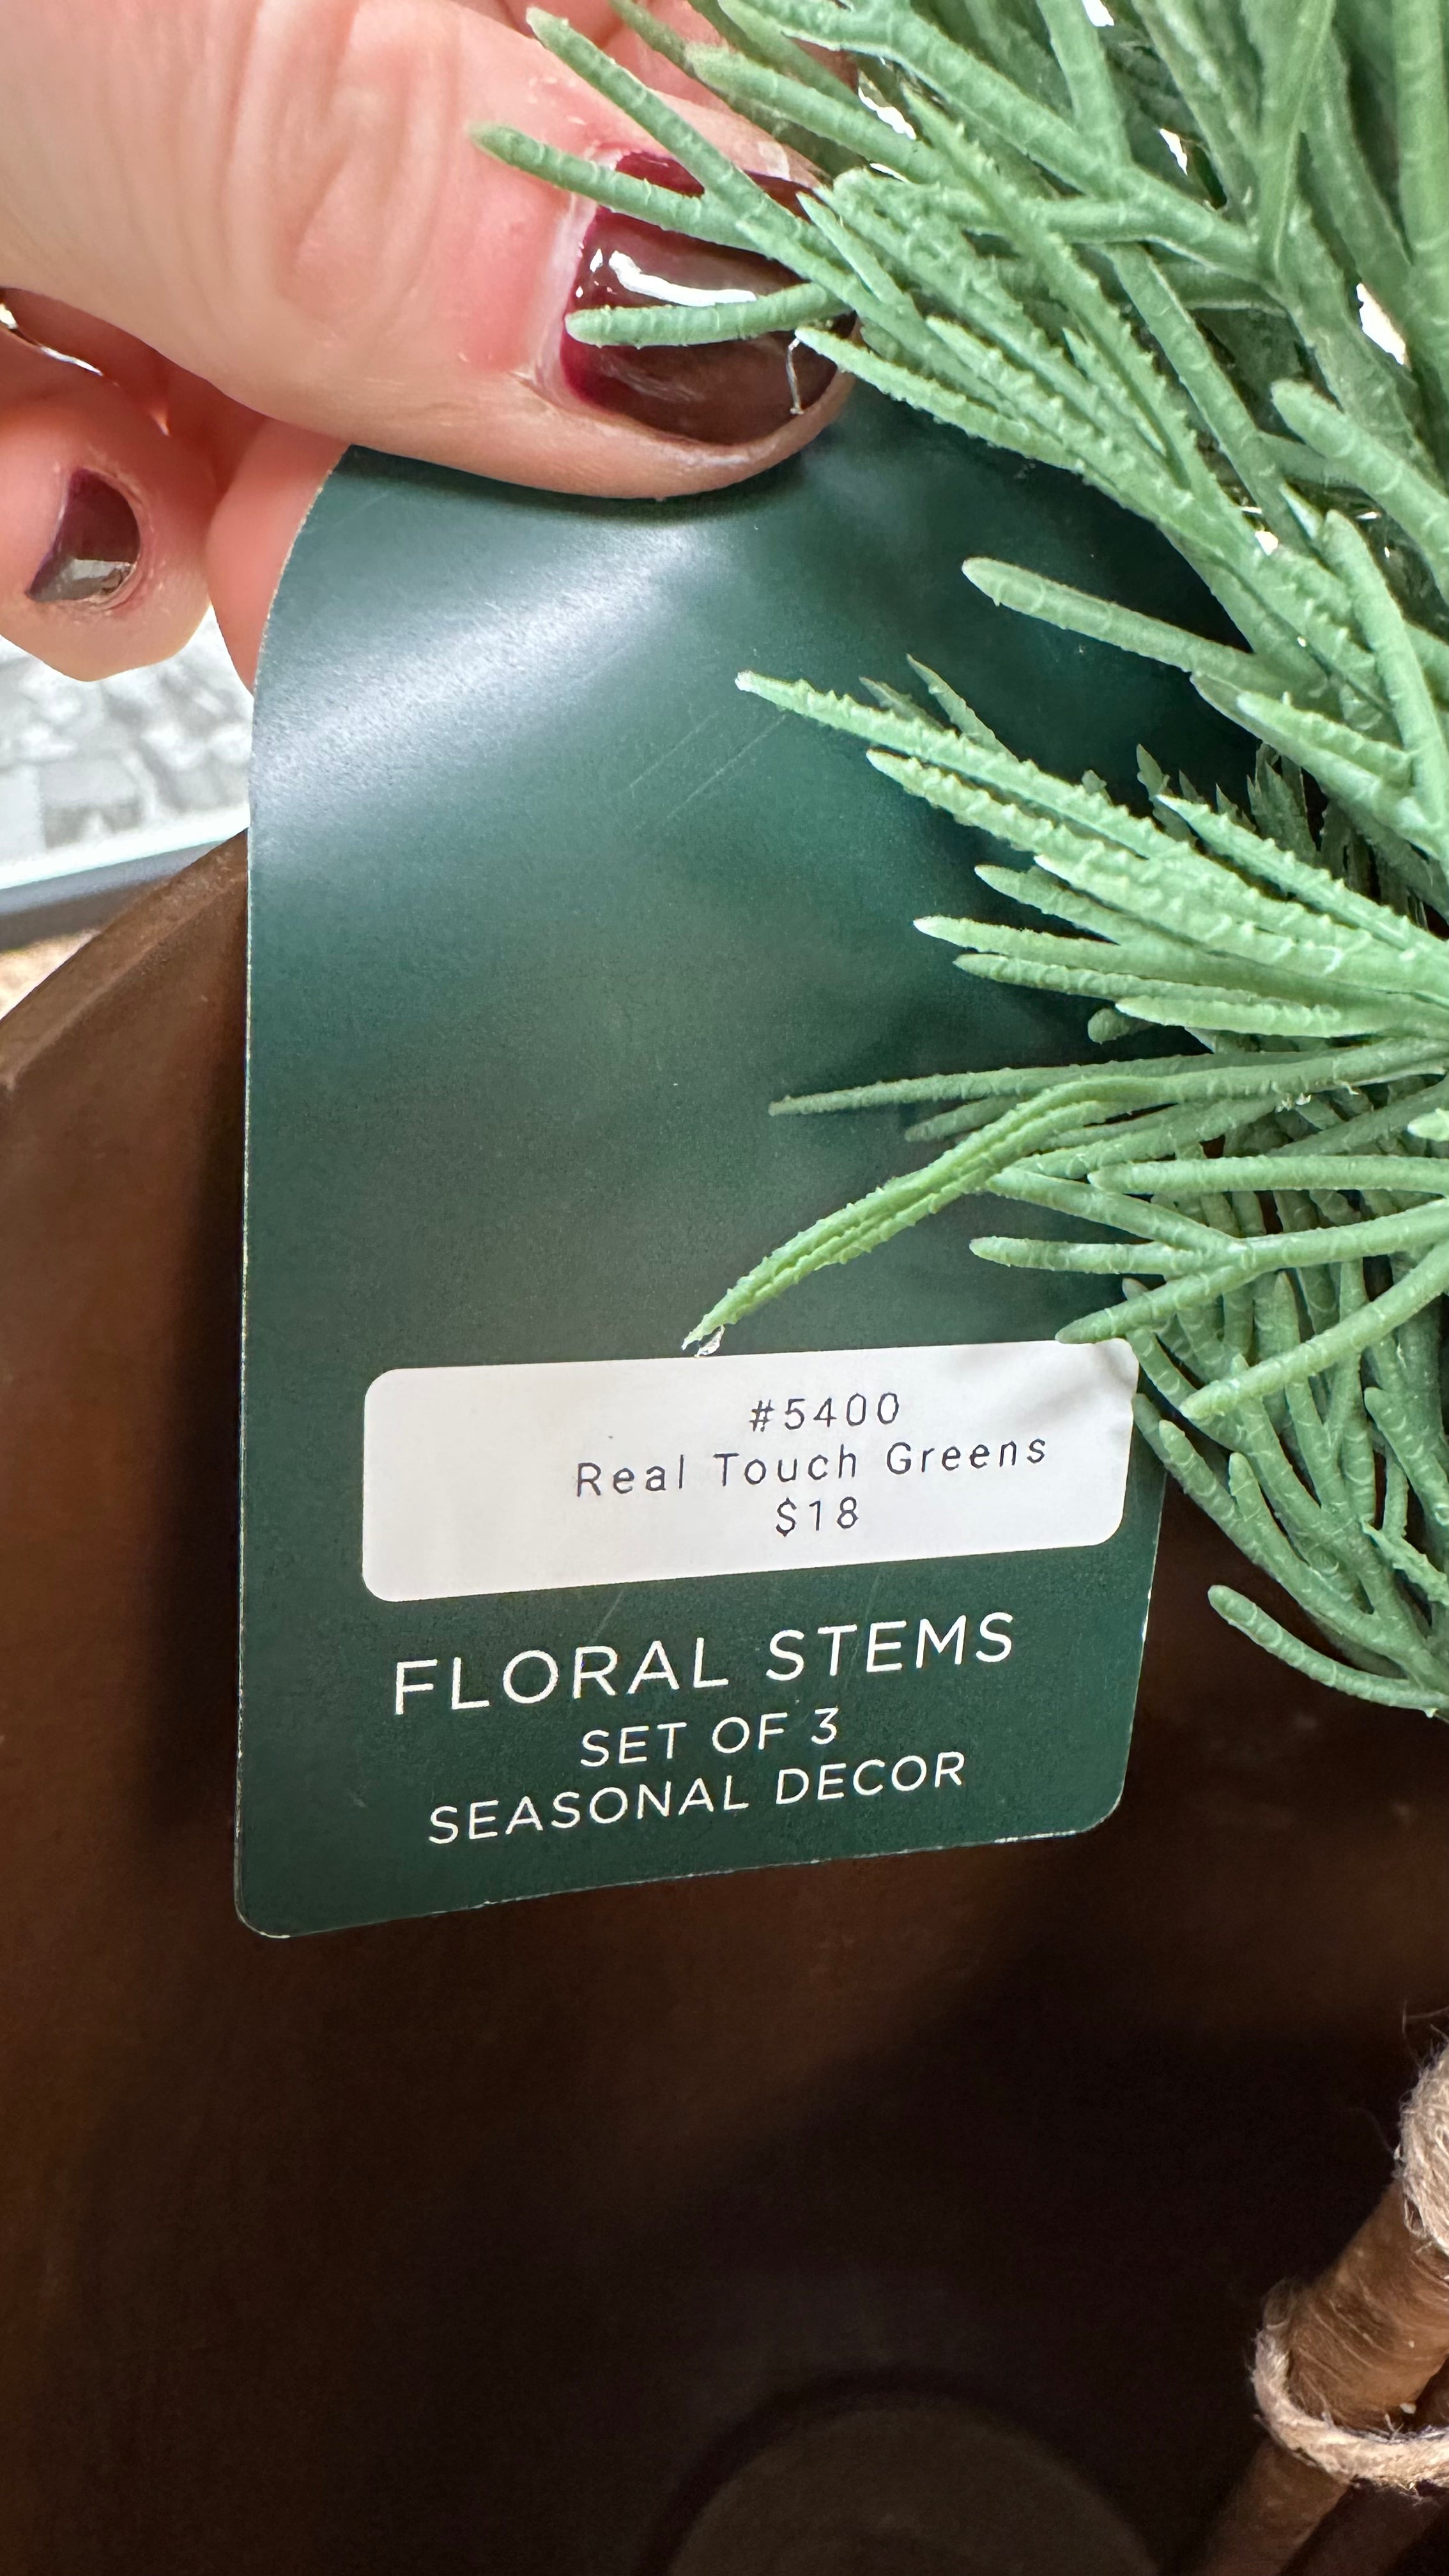 #5400
Real Touch Greens
$18
FLORAL STEMS
SET OF 3
SEASONAL DECOR